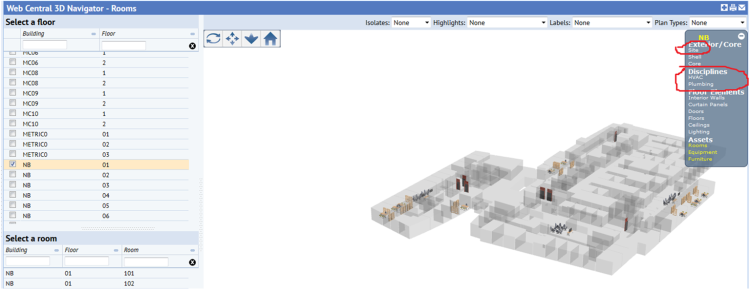 Web Central 3D Navigator - Rooms
Select a floor
Isolates: None Highlights: None Labels: None Plan Types: None
Building Floor
MC06 1
MC06 2
MC08 1
MC08 2
MC09 1
MC09 2
MC10 1
MC10 2
METRICO 01
METRICO 02
METRICO 03
NB 01
NB 02
NB 03
NB 04
NB 05
NB 06
Select a room
Building Floor Room
NB 01 101
NB 01 102
NB
Exterior/Core
Site
Shell
Core
Disciplines
HVAC
Plumbing
Floor Elements
Interior Walls
Curtain Panels
Doors
Floors
Ceilings
Lighting
Assets
Rooms
Equipment
Furniture